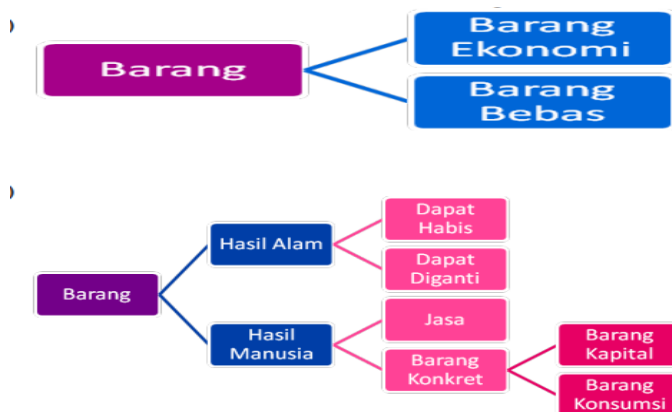 Barang
Ekonomi
Barang
Barang
Bebas
Dapat
Habis
Hasil Alam
Dapat
Diganti
Barang
Jasa
Hasil
Manusia
Barang
Konkret
Barang
Kapital
Barang
Konsumsi